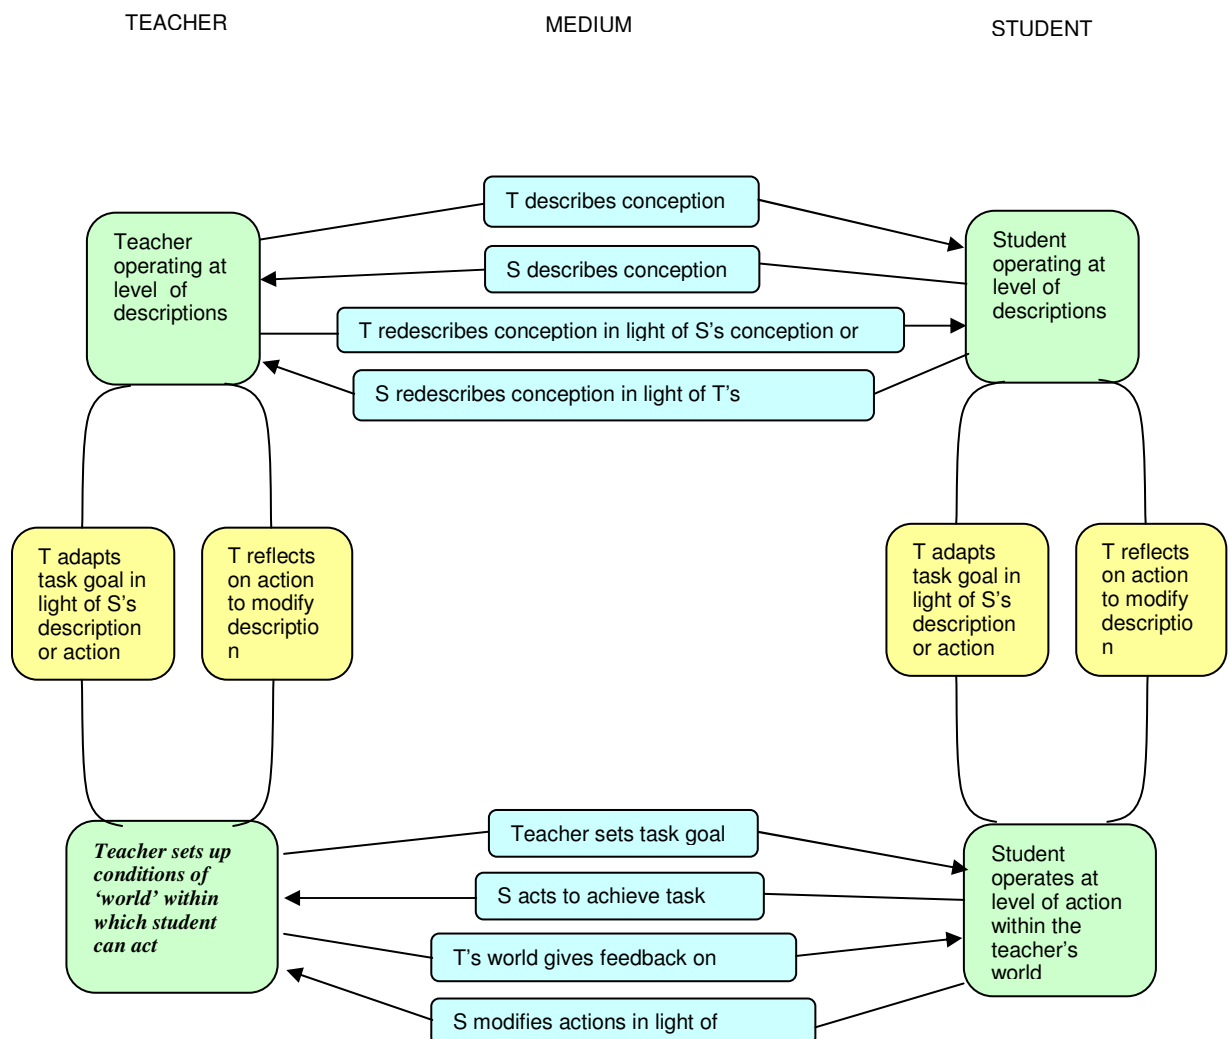 TEACHER
MEDIUM
STUDENT
T describes conception
Teacher
operating at
level of
descriptions
S describes conception
Student
operating at
level of
descriptions
T redescribes conception in light of S's conception or
S redescribes conception in light of T's
T adapts
task goal in
light of S's
description
or action
T reflects
on action
to modify
descriptio
n
T adapts
task goal in
light of S's
description
or action
T reflects
on action
to modify
descriptio
n
Teacher sets up
conditions of
‘world’ within
which student
can act
Teacher sets task goal
S acts to achieve task
T's world gives feedback on
S modifies actions in light of
Student
operates at
level of action
within the
teacher's
world